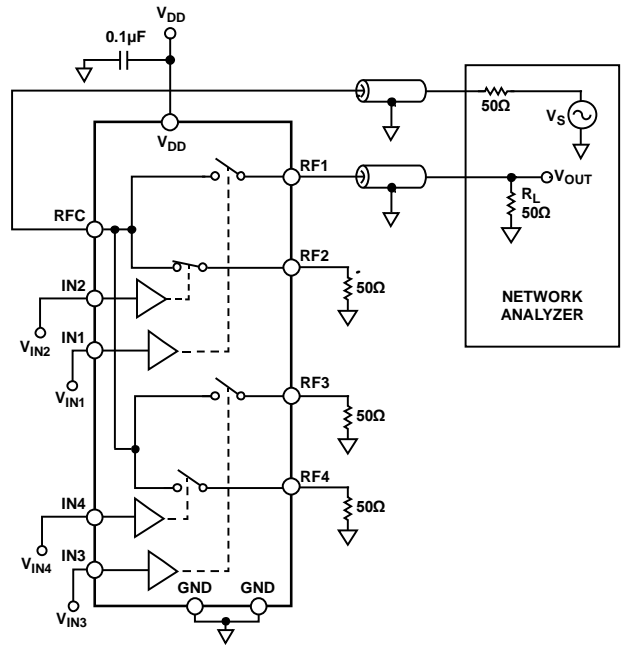 VDD
0.1µF
VDD
50Ω
VS
RF1
VOUT
RL
50Ω
RFC
RF2
50Ω
IN2
VIN2
IN1
VIN1
NETWORK
ANALYZER
RF3
50Ω
RF4
50Ω
IN4
VIN4
IN3
VIN3
GND GND